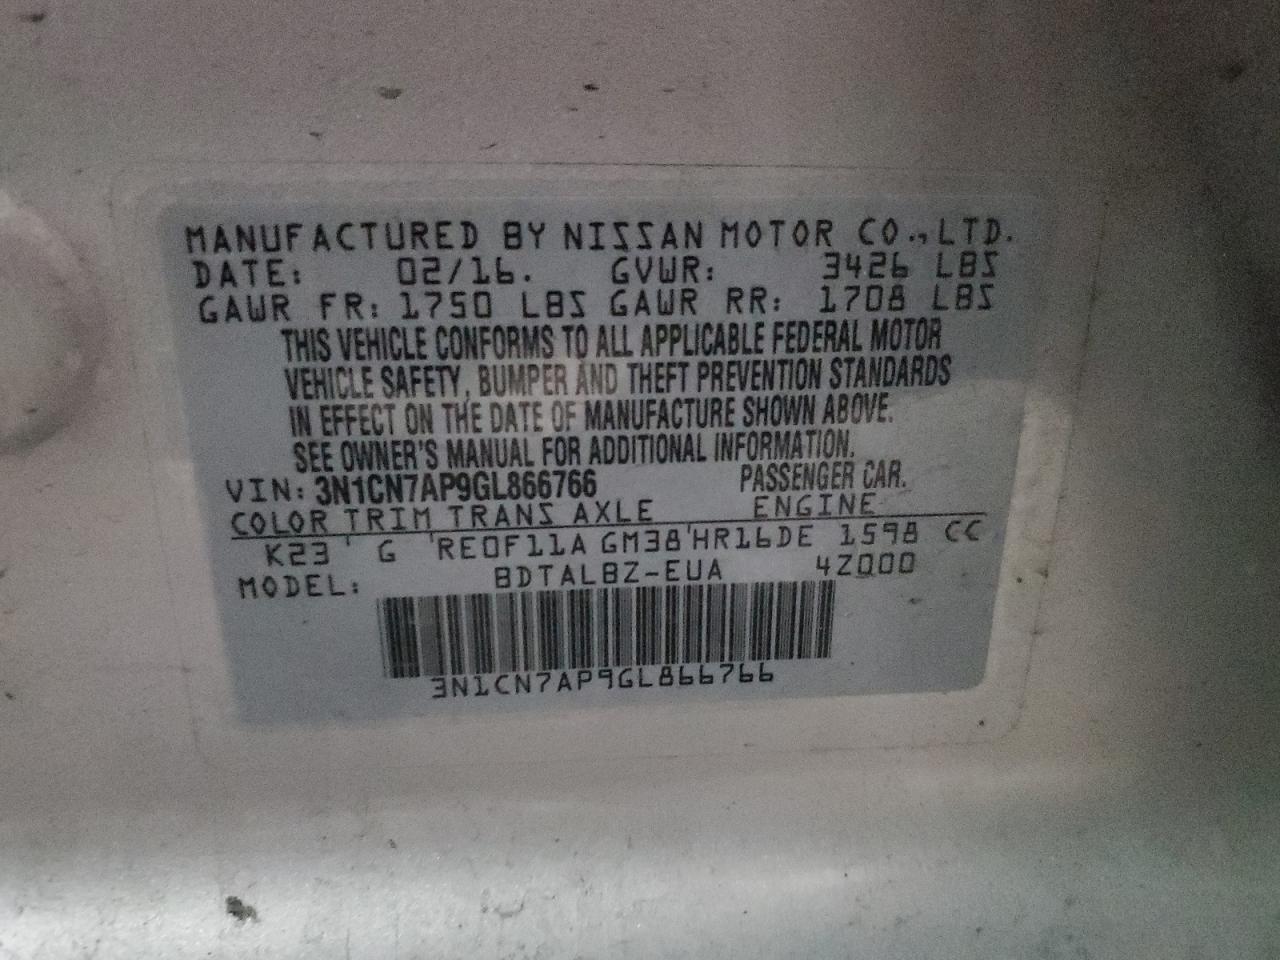 MANUFACTURED BY NISSAN MOTOR CO., LTD.
DATE: 02/16. GVWR: 3426 LBS
GAWR FR: 1750 LBS GAWR RR: 1708 LBS
THIS VEHICLE CONFORMS TO ALL APPLICABLE FEDERAL MOTOR
VEHICLE SAFETY, BUMPER AND THEFT PREVENTION STANDARDS
IN EFFECT ON THE DATE OF MANUFACTURE SHOWN ABOVE.
SEE OWNER'S MANUAL FOR ADDITIONAL INFORMATION.
VIN: 3N1CN7AP9GL866766 PASSENGER CAR.
COLOR TRIM TRANS AXLE ENGINE
K23 ' G 'RE0F11A GM38'HR16DE 1598 CC
MODEL: BDTALBZ-EUA 4Z000
3N1CN7AP9GL866766